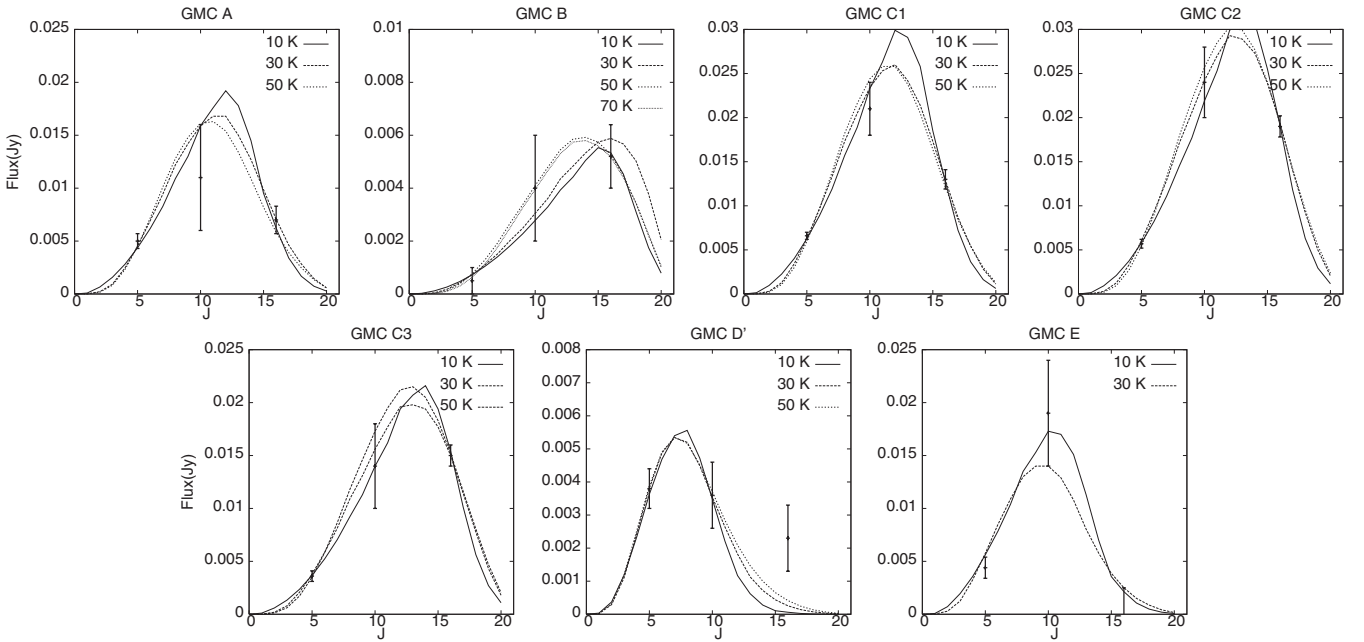 GMC A
0.025
0.02
0.015
0.01
0.005
0
Flux(Jy)
0 5 10 15 20
J
10 K
30 K
50 K
GMC B
0.01
0.008
0.006
0.004
0.002
0
0 5 10 15 20
J
10 K
30 K
50 K
70 K
GMC C1
0.03
0.025
0.02
0.015
0.01
0.005
0
0 5 10 15 20
J
10 K
30 K
50 K
GMC C2
0.03
0.025
0.02
0.015
0.01
0.005
0
0 5 10 15 20
J
10 K
30 K
50 K
GMC C3
0.025
0.02
0.015
0.01
0.005
0
Flux(Jy)
0 5 10 15 20
J
10 K
30 K
50 K
GMC D'
0.008
0.007
0.006
0.005
0.004
0.003
0.002
0.001
0
0 5 10 15 20
J
10 K
30 K
50 K
GMC E
0.025
0.02
0.015
0.01
0.005
0
0 5 10 15 20
J
10 K
30 K